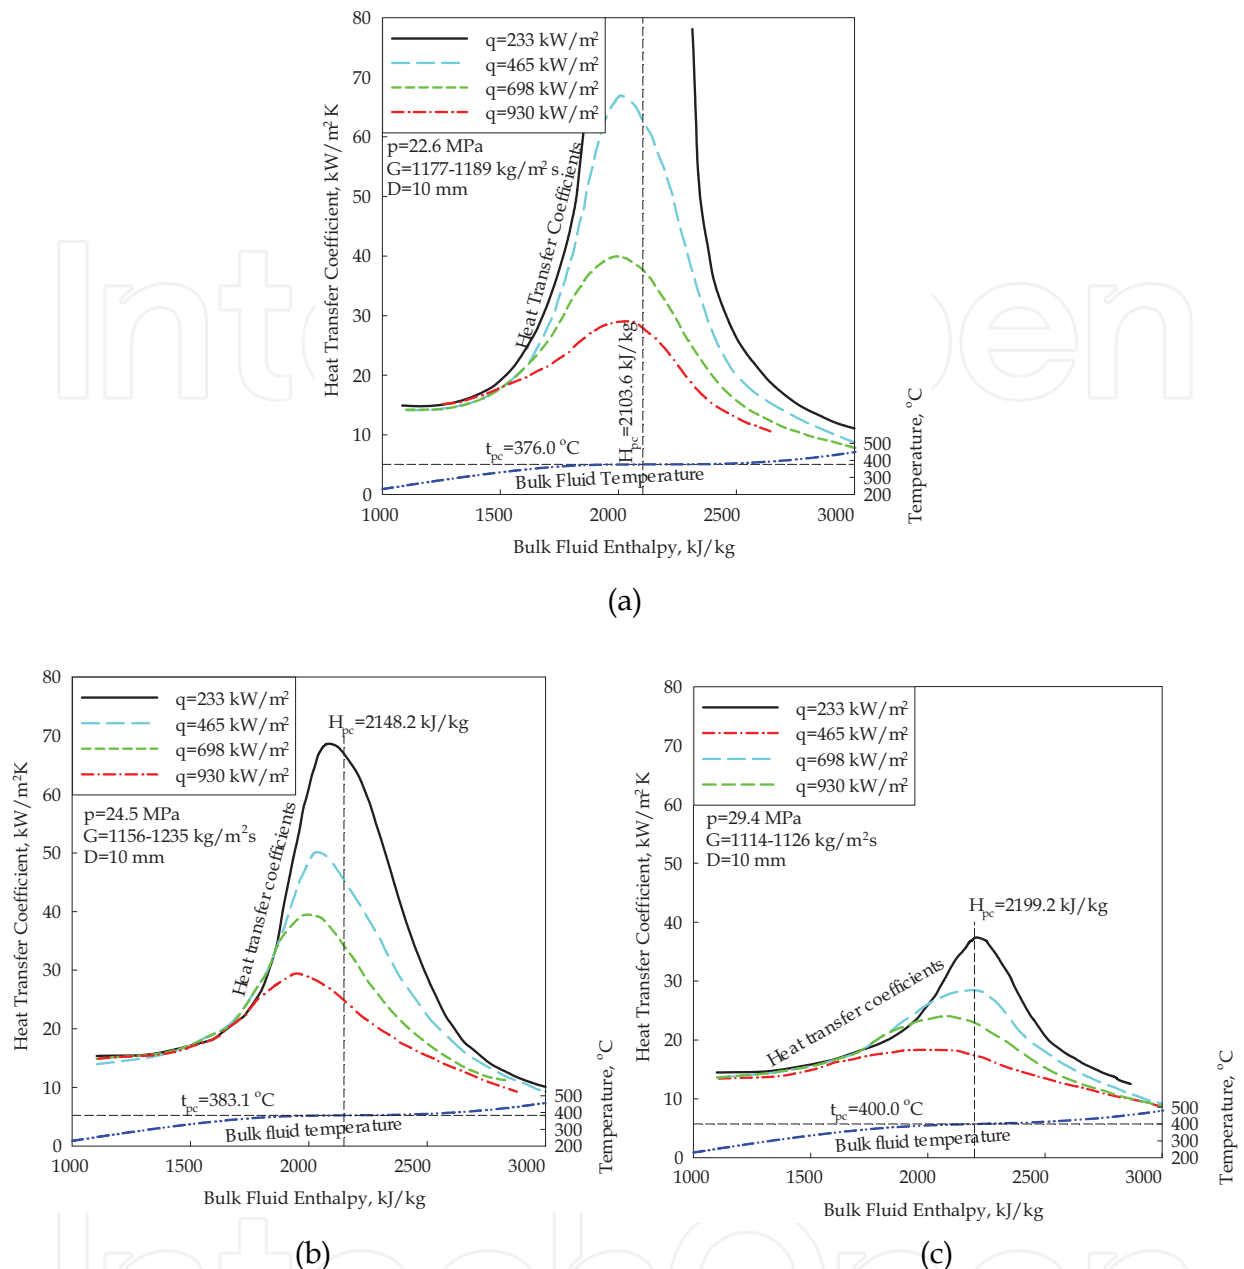 80
70
60
50
40
30
20
10
0
Heat Transfer Coefficient, kW/m² K
q=233 kW/m²
q=465 kW/m²
q=698 kW/m²
q=930 kW/m²
p=22.6 MPa
G=1177-1189 kg/m² s.
D=10 mm
Heat Transfer Coefficients
H_pc=2103.6 kJ/kg
t_pc=376.0 °C
Bulk Fluid Temperature
500
400
300
200
Temperature, °C
1000 1500 2000 2500 3000
Bulk Fluid Enthalpy, kJ/kg
(a)
80
70
60
50
40
30
20
10
0
Heat Transfer Coefficient, kW/m²K
q=233 kW/m²
q=465 kW/m²
q=698 kW/m²
q=930 kW/m²
H_pc=2148.2 kJ/kg
p=24.5 MPa
G=1156-1235 kg/m²s
D=10 mm
Heat transfer coefficients
t_pc=383.1 °C
Bulk fluid temperature
500
400
300
200
Temperature, °C
1000 1500 2000 2500 3000
Bulk Fluid Enthalpy, kJ/kg
(b)
80
70
60
50
40
30
20
10
0
Heat Transfer Coefficient, kW/m² K
q=233 kW/m²
q=465 kW/m²
q=698 kW/m²
q=930 kW/m²
p=29.4 MPa
G=1114-1126 kg/m²s
D=10 mm
H_pc=2199.2 kJ/kg
Heat transfer coefficients
t_pc=400.0 °C
Bulk fluid temperature
500
400
300
200
Temperature, °C
1000 1500 2000 2500 3000
Bulk Fluid Enthalpy, kJ/kg
(c)